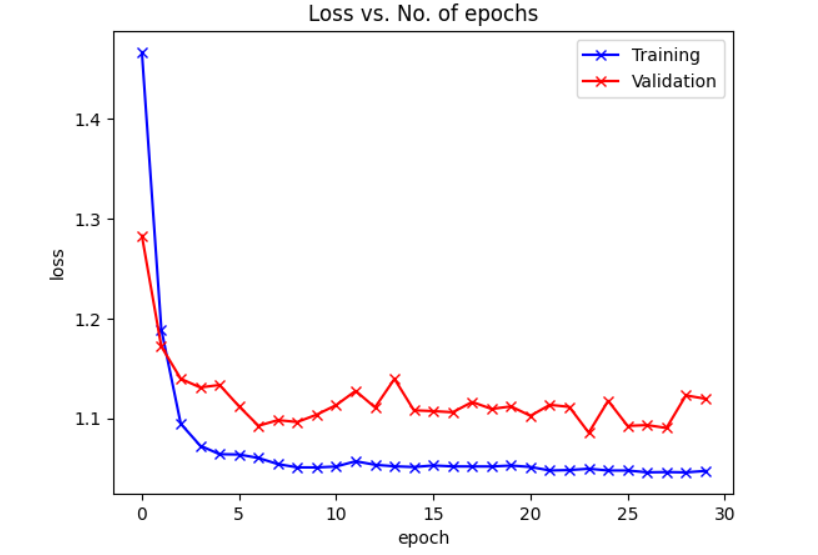 Loss vs. No. of epochs
Training
Validation
1.4
1.3
1.2
1.1
loss
0 5 10 15 20 25 30
epoch